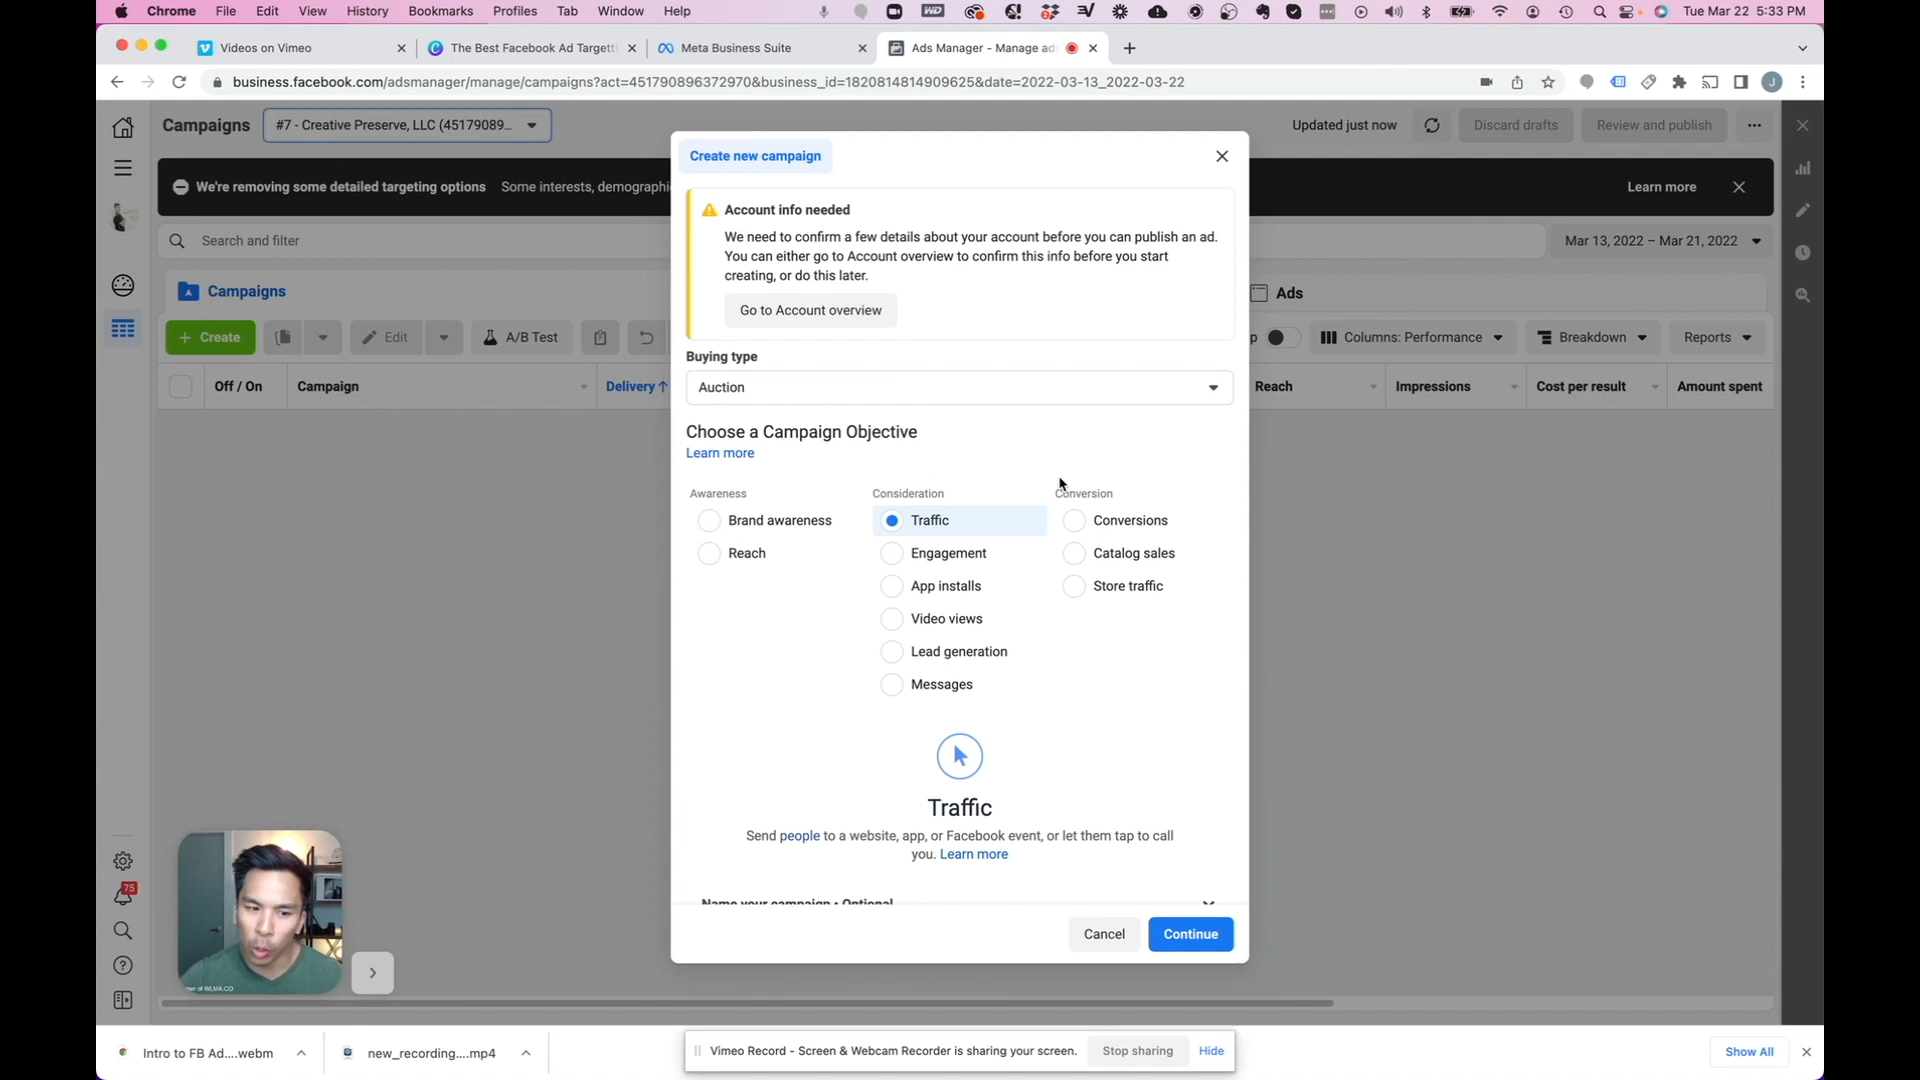 Chrome File Edit View History Bookmarks Profiles Tab Window Help Tue Mar 22 5:33 PM
Videos on Vimeo
The Best Facebook Ad Targetti
Meta Business Suite
Ads Manager - Manage ads
business.facebook.com/adsmanager/manage/campaigns?act=451790896372970&business_id=1820814814909625&date=2022-03-13_2022-03-22
J
Campaigns
#7 - Creative Preserve, LLC (45179089...
Updated just now
Discard drafts
Review and publish
Create new campaign
We're removing some detailed targeting options Some interests, demographi
Learn more
Account info needed
We need to confirm a few details about your account before you can publish an ad.
You can either go to Account overview to confirm this info before you start
creating, or do this later.
Go to Account overview
Search and filter
Mar 13, 2022 – Mar 21, 2022
Campaigns
Ads
Create
Edit
A/B Test
p
Columns: Performance
Breakdown
Reports
Off / On
Campaign
Delivery
Reach
Impressions
Cost per result
Amount spent
Buying type
Auction
Choose a Campaign Objective
Learn more
Awareness
Consideration
Conversion
Brand awareness
Traffic
Conversions
Reach
Engagement
Catalog sales
App installs
Store traffic
Video views
Lead generation
Messages
Traffic
Send people to a website, app, or Facebook event, or let them tap to call
you. Learn more
Name your campaign • Optional
Cancel
Continue
75
Intro to FB Ad....webm
new_recording....mp4
Vimeo Record - Screen & Webcam Recorder is sharing your screen.
Stop sharing
Hide
Show All